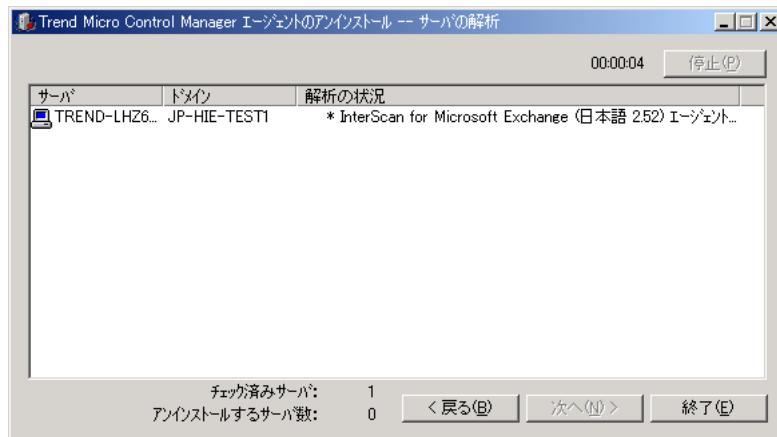 Trend Micro Control Manager エージェントのアンインストール -- サーバの解析
00:00:04 停止(P)
サーバ ドメイン 解析の状況
TREND-LHZ6... JP-HIE-TEST1 * InterScan for Microsoft Exchange (日本語 2.52) エージェント...
チェック済みサーバ: 1
アンインストールするサーバ数: 0
< 戻る(B) 次へ(N) > 終了(E)